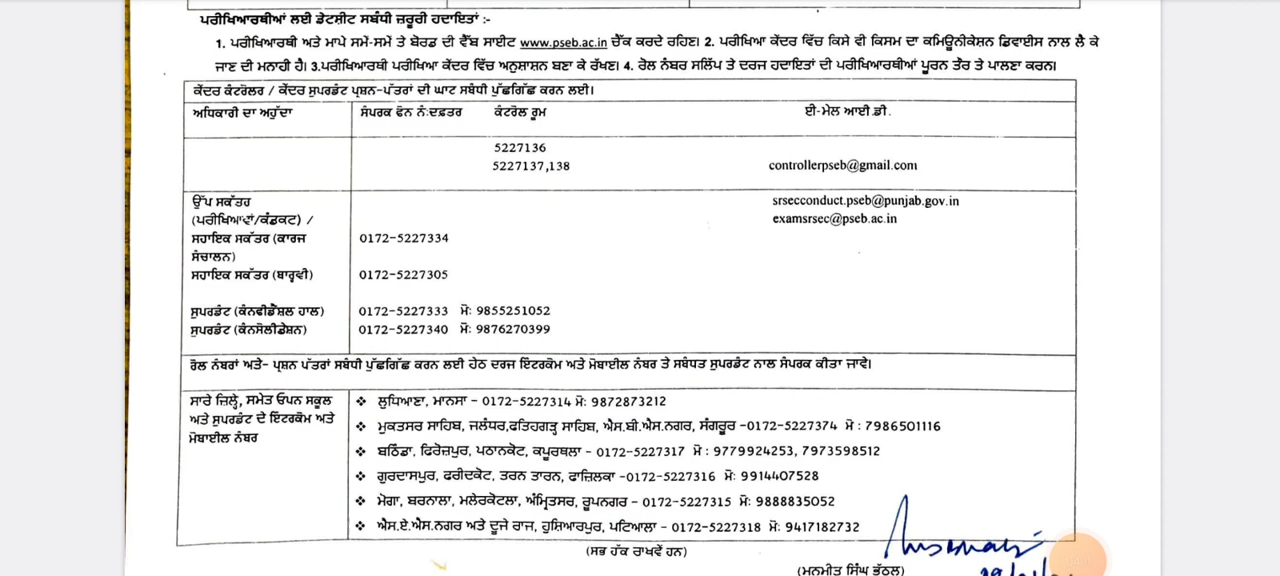 ਪਰੀਖਿਆਰਥੀਆਂ ਲਈ ਡੇਟਸ਼ੀਟ ਸਬੰਧੀ ਜ਼ਰੂਰੀ ਹਦਾਇਤਾਂ :-
1. ਪਰੀਖਿਆਰਥੀ ਅਤੇ ਮਾਪੇ ਸਮੇਂ-ਸਮੇਂ ਤੇ ਬੋਰਡ ਦੀ ਵੈੱਬ ਸਾਈਟ www.pseb.ac.in ਚੈੱਕ ਕਰਦੇ ਰਹਿਣ। 2. ਪਰੀਖਿਆ ਕੇਂਦਰ ਵਿੱਚ ਕਿਸੇ ਵੀ ਕਿਸਮ ਦਾ ਕਮਿਊਨੀਕੇਸ਼ਨ ਡਿਵਾਈਸ ਨਾਲ ਲੈ ਕੇ
ਜਾਣ ਦੀ ਮਨਾਹੀ ਹੈ। 3.ਪਰੀਖਿਆਰਥੀ ਪਰੀਖਿਆ ਕੇਂਦਰ ਵਿੱਚ ਅਨੁਸ਼ਾਸ਼ਨ ਬਣਾ ਕੇ ਰੱਖਣ। 4. ਰੋਲ ਨੰਬਰ ਸਲਿੱਪ ਤੇ ਦਰਜ ਹਦਾਇਤਾਂ ਦੀ ਪਰੀਖਿਆਰਥੀਆਂ ਪੂਰਨ ਤੌਰ ਤੇ ਪਾਲਣਾ ਕਰਨ।
ਕੇਂਦਰ ਕੰਟਰੋਲਰ / ਕੇਂਦਰ ਸੁਪਰਡੰਟ ਪ੍ਰਸ਼ਨ-ਪੱਤਰਾਂ ਦੀ ਘਾਟ ਸਬੰਧੀ ਪੁੱਛਗਿੱਛ ਕਰਨ ਲਈ।
ਅਧਿਕਾਰੀ ਦਾ ਅਹੁੱਦਾ ਸੰਪਰਕ ਫੋਨ ਨੰ:ਦਫ਼ਤਰ ਕੰਟਰੋਲ ਰੂਮ ਈ-ਮੇਲ ਆਈ.ਡੀ.
5227136
5227137,138 controllerpseb@gmail.com
ਉੱਪ ਸਕੱਤਰ srsecconduct.pseb@punjab.gov.in
(ਪਰੀਖਿਆਵਾਂ/ਕੰਡਕਟ) / examsrsec@pseb.ac.in
ਸਹਾਇਕ ਸਕੱਤਰ (ਕਾਰਜ 0172-5227334
ਸੰਚਾਲਨ)
ਸਹਾਇਕ ਸਕੱਤਰ (ਬਾਰ੍ਹਵੀ) 0172-5227305
ਸੁਪਰਡੰਟ (ਕੰਨਫੀਡੈਂਸ਼ਲ ਹਾਲ) 0172-5227333 ਮੋ: 9855251052
ਸੁਪਰਡੰਟ (ਕੰਨਸੋਲੀਡੇਸ਼ਨ) 0172-5227340 ਮੋ: 9876270399
ਰੋਲ ਨੰਬਰਾਂ ਅਤੇ- ਪ੍ਰਸ਼ਨ ਪੱਤਰਾਂ ਸਬੰਧੀ ਪੁੱਛਗਿੱਛ ਕਰਨ ਲਈ ਹੇਠ ਦਰਜ ਇੰਟਰਕੋਮ ਅਤੇ ਮੋਬਾਈਲ ਨੰਬਰ ਤੇ ਸਬੰਧਤ ਸੁਪਰਡੰਟ ਨਾਲ ਸੰਪਰਕ ਕੀਤਾ ਜਾਵੇ।
ਸਾਰੇ ਜ਼ਿਲ੍ਹੇ, ਸਮੇਤ ਓਪਨ ਸਕੂਲ ❖ ਲੁਧਿਆਣਾ, ਮਾਨਸਾ - 0172-5227314 ਮੋ: 9872873212
ਅਤੇ ਸੁਪਰਡੰਟ ਦੇ ਇੰਟਰਕੋਮ ਅਤੇ ❖ ਮੁਕਤਸਰ ਸਾਹਿਬ, ਜਲੰਧਰ,ਫਤਿਹਗੜ੍ਹ ਸਾਹਿਬ, ਐਸ.ਬੀ.ਐਸ.ਨਗਰ, ਸੰਗਰੂਰ -0172-5227374 ਮੋ : 7986501116
ਮੋਬਾਈਲ ਨੰਬਰ ❖ ਬਠਿੰਡਾ, ਫਿਰੋਜ਼ਪੁਰ, ਪਠਾਨਕੋਟ, ਕਪੂਰਥਲਾ - 0172-5227317 ਮੋ : 9779924253, 7973598512
❖ ਗੁਰਦਾਸਪੁਰ, ਫਰੀਦਕੋਟ, ਤਰਨ ਤਾਰਨ, ਫਾਜ਼ਿਲਕਾ -0172-5227316 ਮੋ: 9914407528
❖ ਮੋਗਾ, ਬਰਨਾਲਾ, ਮਲੇਰਕੋਟਲਾ, ਅੰਮ੍ਰਿਤਸਰ, ਰੂਪਨਗਰ - 0172-5227315 ਮੋ: 9888835052
❖ ਐਸ.ਏ.ਐਸ.ਨਗਰ ਅਤੇ ਦੂਜੇ ਰਾਜ, ਹੁਸ਼ਿਆਰਪੁਰ, ਪਟਿਆਲਾ - 0172-5227318 ਮੋ: 9417182732
(ਸਭ ਹੱਕ ਰਾਖਵੇਂ ਹਨ)
(ਮਨਮੀਤ ਸਿੰਘ ਭੱਠਲ)